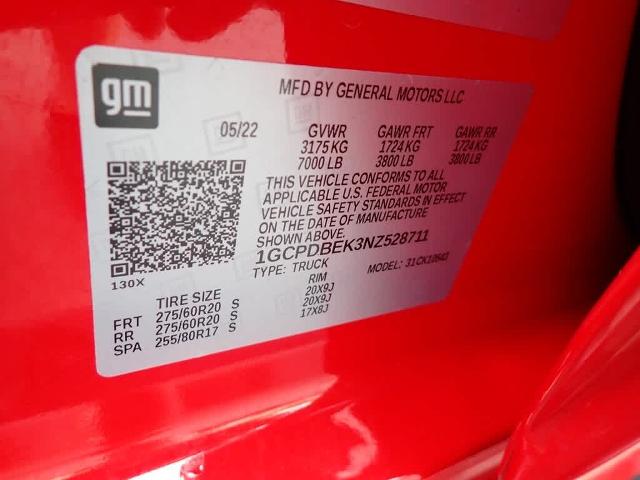 gm
MFD BY GENERAL MOTORS LLC
05/22 GVWR GAWR FRT GAWR RR
3175 KG 1724 KG 1724 KG
7000 LB 3800 LB 3800 LB
THIS VEHICLE CONFORMS TO ALL
APPLICABLE U.S. FEDERAL MOTOR
VEHICLE SAFETY STANDARDS IN EFFECT
ON THE DATE OF MANUFACTURE
SHOWN ABOVE.
1GCPDBEK3NZ528711
TYPE: TRUCK MODEL: 31CK10543
130X
TIRE SIZE RIM
FRT 275/60R20 S 20X9J
RR 275/60R20 S 20X9J
SPA 255/80R17 S 17X8J